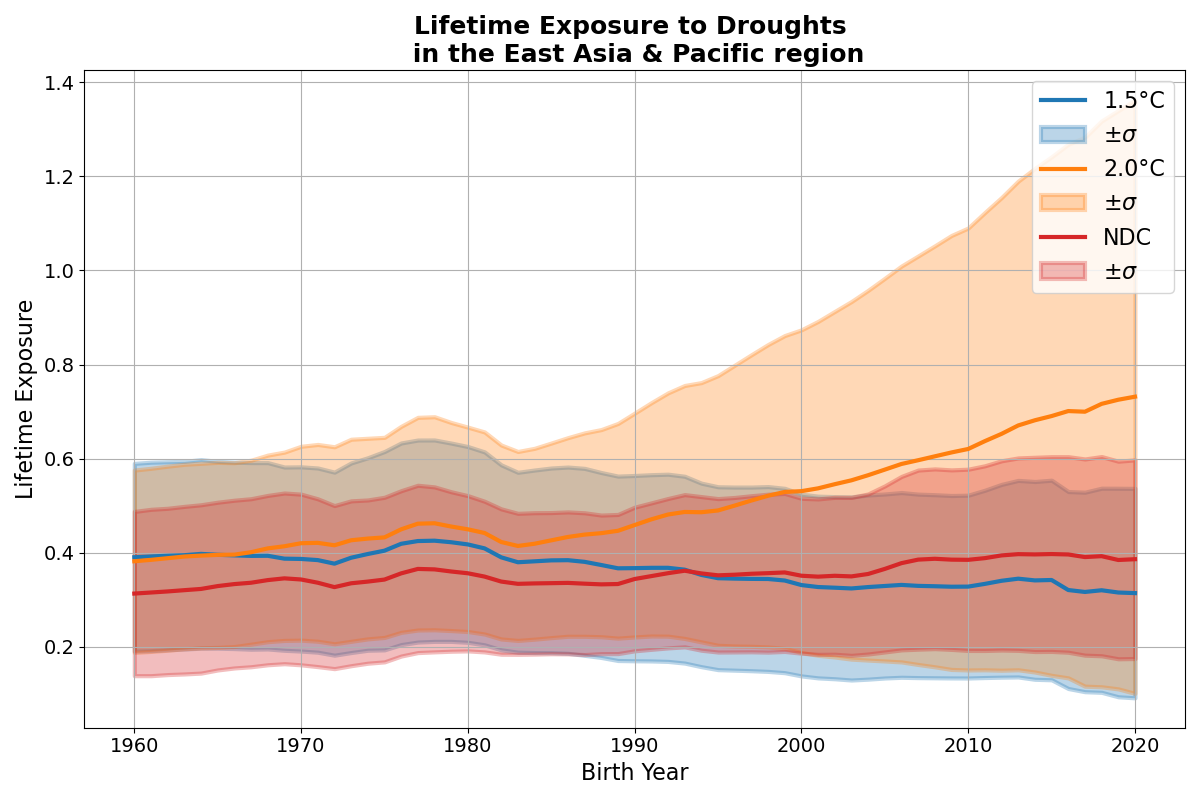 Lifetime Exposure to Droughts
in the East Asia & Pacific region
Lifetime Exposure
1.4
1.2
1.0
0.8
0.6
0.4
0.2
1.5°C
±σ
2.0°C
±σ
NDC
±σ
1960
1970
1980
1990
2000
2010
2020
Birth Year